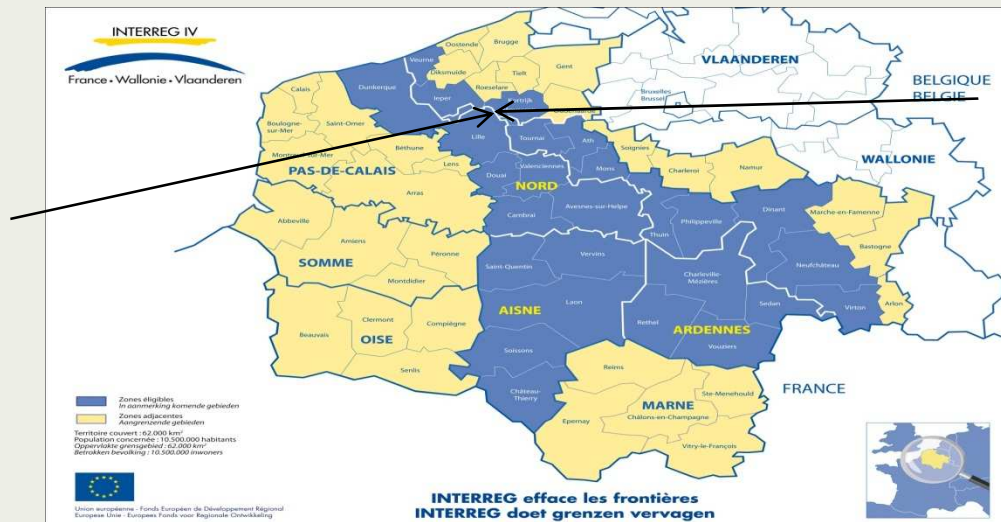 INTERREG IV
France • Wallonie • Vlaanderen
VLAANDEREN
BELGIQUE
BELGIE
WALLONIE
FRANCE
Oostende
Brugge
Veurne
Diksmuide
Tielt
Gent
Roeselare
Ieper
Kortrijk
Bruxelles
Brussel
Calais
Dunkerque
Boulogne-
sur-Mer
Saint-Omer
Béthune
Lens
PAS-DE-CALAIS
Arras
Lille
Tournai
Ath
Mons
Soignies
Charleroi
Namur
Douai
Valenciennes
NORD
Cambrai
Avesnes-sur-Helpe
Thuin
Philippeville
Dinant
Marche-en-Famenne
Bastogne
Neufchâteau
Virton
Arlon
Abbeville
Amiens
SOMME
Péronne
Montdidier
Saint-Quentin
Vervins
Laon
AISNE
Soissons
Château-
Thierry
Charleville-
Mézières
Sedan
Rethel
ARDENNES
Vouziers
Beauvais
Clermont
OISE
Compiègne
Senlis
Reims
Ste-Menehould
MARNE
Châlons-en-Champagne
Epernay
Vitry-le-François
Zones éligibles
In aanmerking komende gebieden
Zones adjacentes
Aangrenzende gebieden
Territoire couvert : 62.000 km²
Population concernée : 10.500.000 habitants
Oppervlakte grensgebied : 62.000 km²
Betrokken bevolking : 10.500.000 inwoners
Union européenne - Fonds Européen de Développement Régional
Europese Unie - Europees Fonds voor Regionale Ontwikkeling
INTERREG efface les frontières
INTERREG doet grenzen vervagen